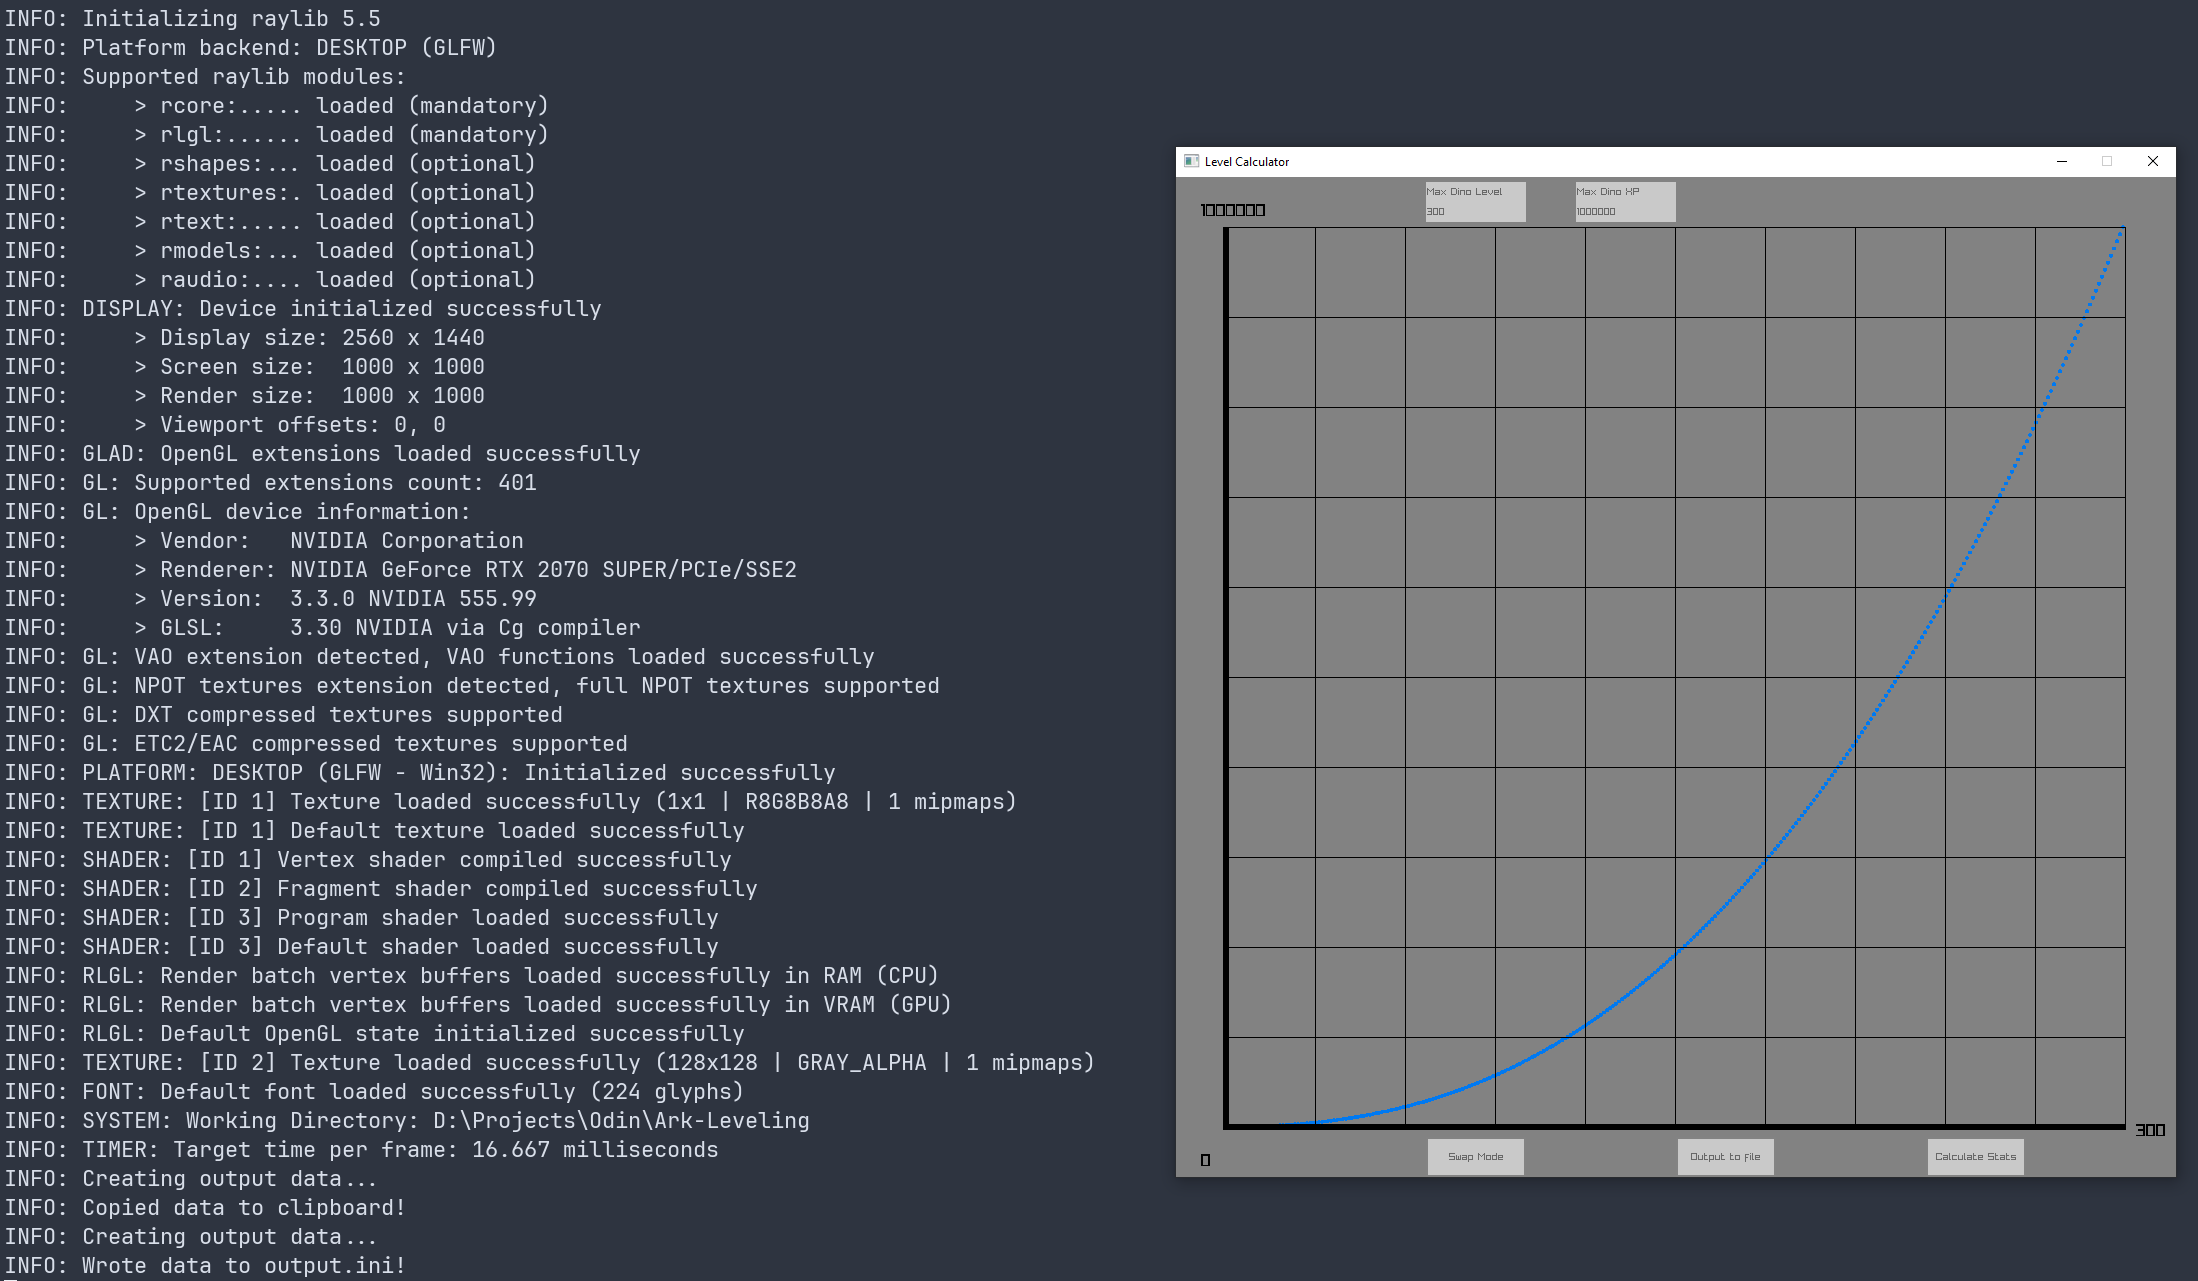 INFO: Initializing raylib 5.5
INFO: Platform backend: DESKTOP (GLFW)
INFO: Supported raylib modules:
INFO:     > rcore:..... loaded (mandatory)
INFO:     > rlgl:...... loaded (mandatory)
INFO:     > rshapes:... loaded (optional)
INFO:     > rtextures:. loaded (optional)
INFO:     > rtext:..... loaded (optional)
INFO:     > rmodels:... loaded (optional)
INFO:     > raudio:.... loaded (optional)
INFO: DISPLAY: Device initialized successfully
INFO:     > Display size: 2560 x 1440
INFO:     > Screen size:  1000 x 1000
INFO:     > Render size:  1000 x 1000
INFO:     > Viewport offsets: 0, 0
INFO: GLAD: OpenGL extensions loaded successfully
INFO: GL: Supported extensions count: 401
INFO: GL: OpenGL device information:
INFO:     > Vendor:   NVIDIA Corporation
INFO:     > Renderer: NVIDIA GeForce RTX 2070 SUPER/PCIe/SSE2
INFO:     > Version:  3.3.0 NVIDIA 555.99
INFO:     > GLSL:     3.30 NVIDIA via Cg compiler
INFO: GL: VAO extension detected, VAO functions loaded successfully
INFO: GL: NPOT textures extension detected, full NPOT textures supported
INFO: GL: DXT compressed textures supported
INFO: GL: ETC2/EAC compressed textures supported
INFO: PLATFORM: DESKTOP (GLFW - Win32): Initialized successfully
INFO: TEXTURE: [ID 1] Texture loaded successfully (1x1 | R8G8B8A8 | 1 mipmaps)
INFO: TEXTURE: [ID 1] Default texture loaded successfully
INFO: SHADER: [ID 1] Vertex shader compiled successfully
INFO: SHADER: [ID 2] Fragment shader compiled successfully
INFO: SHADER: [ID 3] Program shader loaded successfully
INFO: SHADER: [ID 3] Default shader loaded successfully
INFO: RLGL: Render batch vertex buffers loaded successfully in RAM (CPU)
INFO: RLGL: Render batch vertex buffers loaded successfully in VRAM (GPU)
INFO: RLGL: Default OpenGL state initialized successfully
INFO: TEXTURE: [ID 2] Texture loaded successfully (128x128 | GRAY_ALPHA | 1 mipmaps)
INFO: FONT: Default font loaded successfully (224 glyphs)
INFO: SYSTEM: Working Directory: D:\Projects\Odin\Ark-Leveling
INFO: TIMER: Target time per frame: 16.667 milliseconds
INFO: Creating output data...
INFO: Copied data to clipboard!
INFO: Creating output data...
INFO: Wrote data to output.ini!
Level Calculator
Max Dino Level
300
Max Dino XP
1000000
1000000
300
0
Swap Mode
Output to file
Calculate Stats